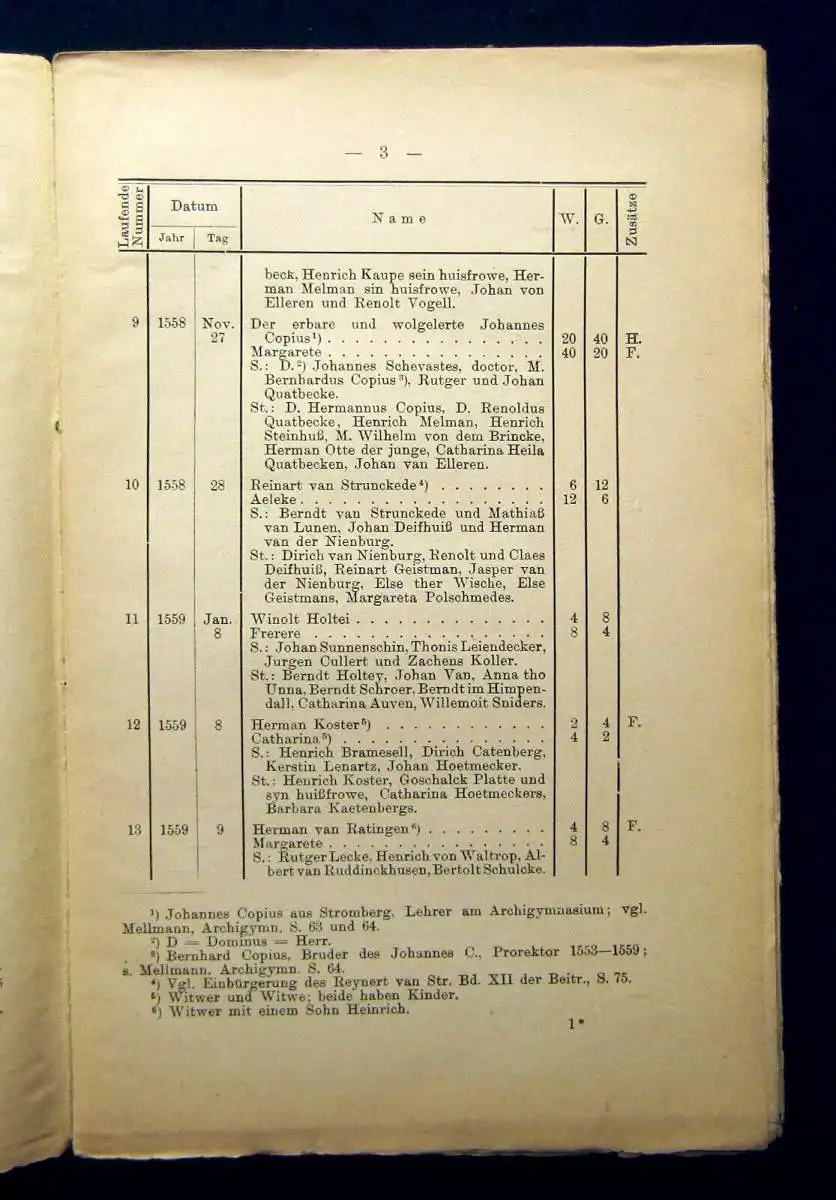 — 3 —
Laufende Nummer Datum Name W. G. Zusätze
Jahr Tag
beck, Henrich Kaupe sein huisfrowe, Her-
man Melman sin huisfrowe, Johan von
Elleren und Renolt Vogell.
9 1558 Nov. Der erbare und wolgelerte Johannes
27 Copius¹) . . . . . . . . . . . . . . . . 20 40 H.
Margarete . . . . . . . . . . . . . . . . 40 20 F.
S.: D.²) Johannes Schevastes, doctor, M.
Bernhardus Copius³), Rutger und Johan
Quatbecke.
St.: D. Hermannus Copius, D. Renoldus
Quatbecke, Henrich Melman, Henrich
Steinhuß, M. Wilhelm von dem Brincke,
Herman Otte der junge, Catharina Heila
Quatbecken, Johan van Elleren.
10 1558 28 Reinart van Strunckede⁴) . . . . . . . . 6 12
Aeleke . . . . . . . . . . . . . . . . . . 12 6
S.: Berndt van Strunckede und Mathiaß
van Lunen, Johan Deifhuiß und Herman
van der Nienburg.
St.: Dirich van Nienburg, Renolt und Claes
Deifhuiß, Reinart Geistman, Jasper van
der Nienburg, Else ther Wische, Else
Geistmans, Margareta Polschmedes.
11 1559 Jan. Winolt Holtei . . . . . . . . . . . . . . 4 8
8 Frerere . . . . . . . . . . . . . . . . . 8 4
S.: Johan Sunnenschin, Thonis Leiendecker,
Jurgen Cullert und Zachens Koller.
St.: Berndt Holtey, Johan Van, Anna tho
Unna, Berndt Schroer, Berndt im Himpen-
dall, Catharina Auven, Willemoit Sniders.
12 1559 8 Herman Koster⁵) . . . . . . . . . . . . 2 4 F.
Catharina⁵) . . . . . . . . . . . . . . . 4 2
S.: Henrich Bramesell, Dirich Catenberg,
Kerstin Lenartz, Johan Hoetmecker.
St.: Henrich Koster, Goschalck Platte und
syn huißfrowe, Catharina Hoetmeckers,
Barbara Kaetenbergs.
13 1559 9 Herman van Ratingen⁶) . . . . . . . . . 4 8 F.
Margarete . . . . . . . . . . . . . . . . 8 4
S.: Rutger Lecke, Henrich von Waltrop, Al-
bert van Ruddinckhusen, Bertolt Schulcke.
¹) Johannes Copius aus Stromberg, Lehrer am Archigymnasium; vgl.
Mellmann, Archigymn. S. 63 und 64.
²) D = Dominus = Herr.
³) Bernhard Copius, Bruder des Johannes C., Prorektor 1553—1559;
s. Mellmann, Archigymn. S. 64.
⁴) Vgl. Einbürgerung des Reynert van Str. Bd. XII der Beitr., S. 75.
⁵) Witwer und Witwe; beide haben Kinder.
⁶) Witwer mit einem Sohn Heinrich.
1*